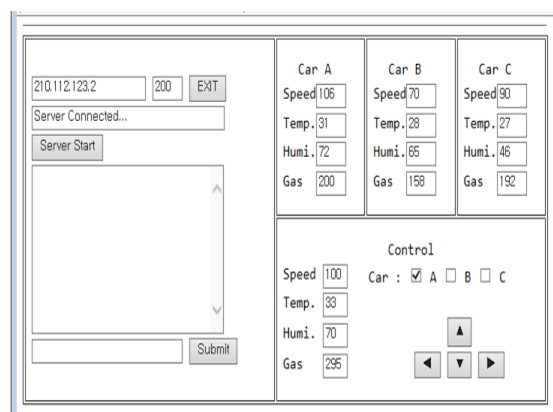 210.112.123.2 200 EXIT
Server Connected...
Server Start
Submit
Car A
Speed 106
Temp. 31
Humi. 72
Gas 200
Car B
Speed 70
Temp. 28
Humi. 65
Gas 158
Car C
Speed 90
Temp. 27
Humi. 46
Gas 192
Control
Speed 100
Car : A B C
Temp. 33
Humi. 70
Gas 295